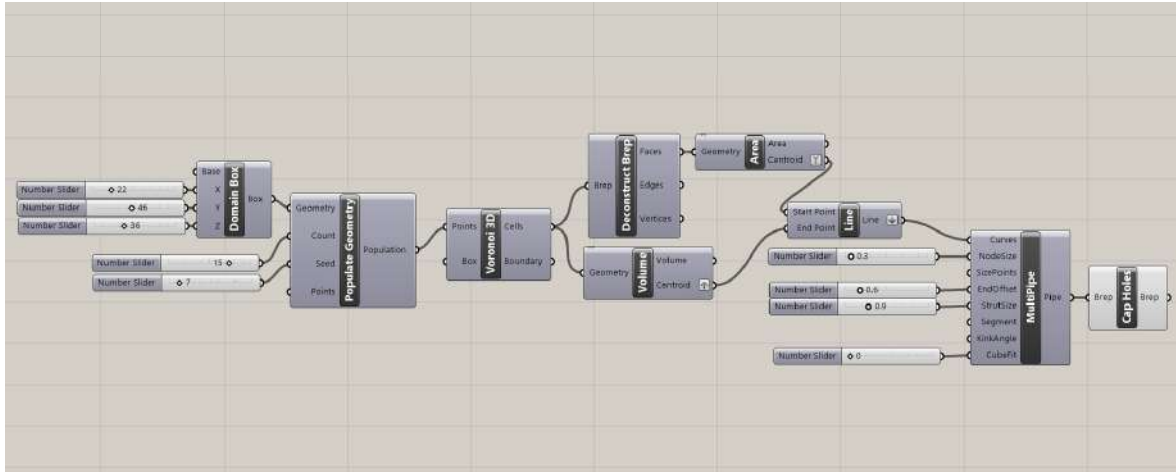 Number Slider 22
Number Slider 46
Number Slider 36
Base
X
Y
Z
Domain Box
Box
Number Slider 15
Number Slider 7
Geometry
Count
Seed
Points
Populate Geometry
Population
Points
Box
Voronoi 3D
Cells
Boundary
Brep
Deconstruct Brep
Faces
Edges
Vertices
Geometry
Area
Area
Centroid
Geometry
Volume
Volume
Centroid
Start Point
End Point
Line
Line
Number Slider 0.3
Number Slider 0.6
Number Slider 0.9
Number Slider 0
Curves
NodeSize
SizePoints
EndOffset
StrutSize
Segment
KinkAngle
CubeFit
MultiPipe
Pipe
Brep
Cap Holes
Brep